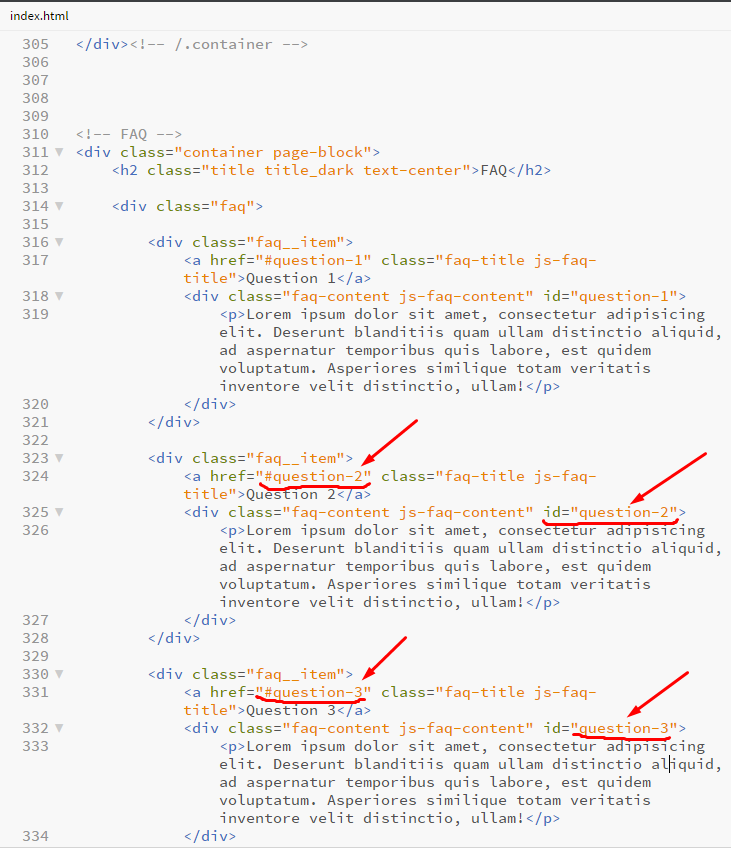 index.html
305 </div><!-- /.container -->
306
307
308
309
310 <!-- FAQ -->
311 <div class="container page-block">
312 <h2 class="title title_dark text-center">FAQ</h2>
313
314 <div class="faq">
315
316 <div class="faq__item">
317 <a href="#question-1" class="faq-title js-faq-
title">Question 1</a>
318 <div class="faq-content js-faq-content" id="question-1">
319 <p>Lorem ipsum dolor sit amet, consectetur adipisicing
elit. Deserunt blanditiis quam ullam distinctio aliquid,
ad aspernatur temporibus quis labore, est quidem
voluptatum. Asperiores similique totam veritatis
inventore velit distinctio, ullam!</p>
320 </div>
321 </div>
322
323 <div class="faq__item">
324 <a href="#question-2" class="faq-title js-faq-
title">Question 2</a>
325 <div class="faq-content js-faq-content" id="question-2">
326 <p>Lorem ipsum dolor sit amet, consectetur adipisicing
elit. Deserunt blanditiis quam ullam distinctio aliquid,
ad aspernatur temporibus quis labore, est quidem
voluptatum. Asperiores similique totam veritatis
inventore velit distinctio, ullam!</p>
327 </div>
328 </div>
329
330 <div class="faq__item">
331 <a href="#question-3" class="faq-title js-faq-
title">Question 3</a>
332 <div class="faq-content js-faq-content" id="question-3">
333 <p>Lorem ipsum dolor sit amet, consectetur adipisicing
elit. Deserunt blanditiis quam ullam distinctio aliquid,
ad aspernatur temporibus quis labore, est quidem
voluptatum. Asperiores similique totam veritatis
inventore velit distinctio, ullam!</p>
334 </div>